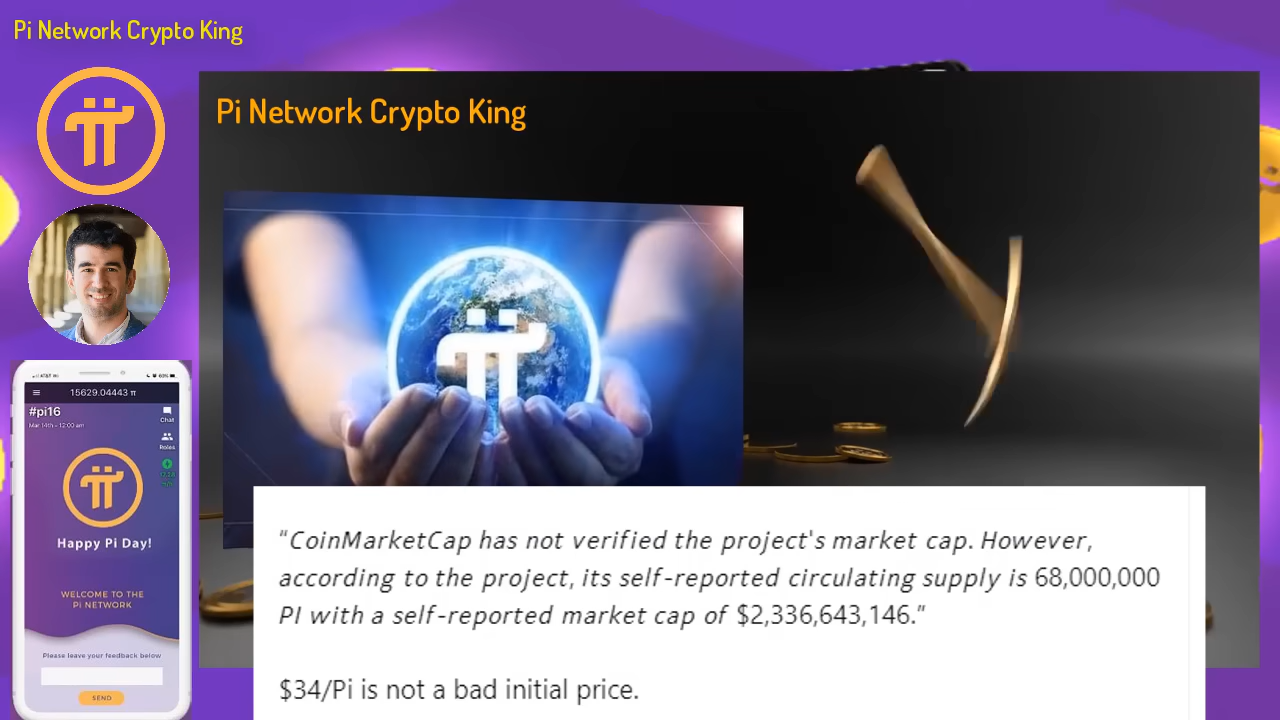 Pi Network Crypto King
Pi Network Crypto King
15629.04443 π
#pi16
Mar 14th - 12:00 am
Chat
Roles
Happy Pi Day!
WELCOME TO THE
Pi NETWORK
Please leave your feedback below
SEND
"CoinMarketCap has not verified the project's market cap. However,
according to the project, its self-reported circulating supply is 68,000,000
PI with a self-reported market cap of $2,336,643,146."
$34/Pi is not a bad initial price.